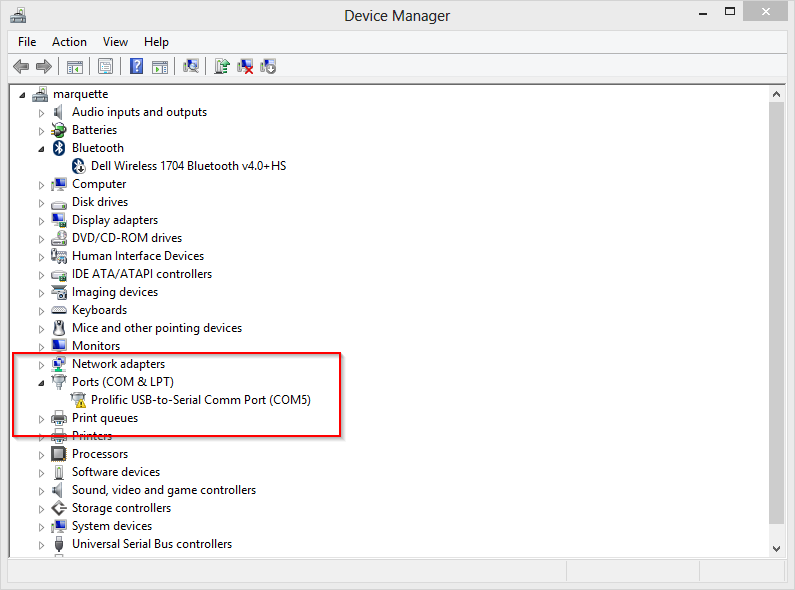 Device Manager
File Action View Help
marquette
Audio inputs and outputs
Batteries
Bluetooth
Dell Wireless 1704 Bluetooth v4.0+HS
Computer
Disk drives
Display adapters
DVD/CD-ROM drives
Human Interface Devices
IDE ATA/ATAPI controllers
Imaging devices
Keyboards
Mice and other pointing devices
Monitors
Network adapters
Ports (COM & LPT)
Prolific USB-to-Serial Comm Port (COM5)
Print queues
Printers
Processors
Software devices
Sound, video and game controllers
Storage controllers
System devices
Universal Serial Bus controllers